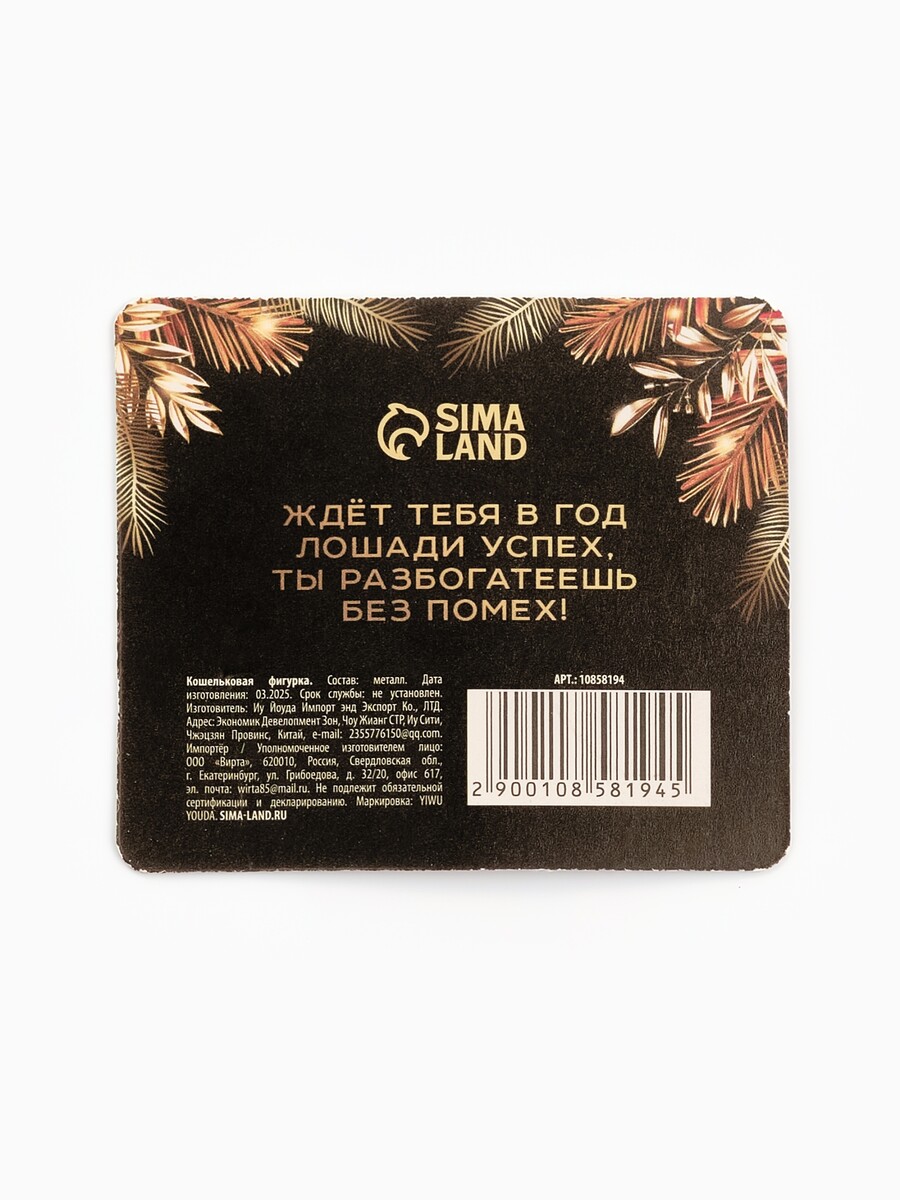 SIMA
LAND
ЖДЁТ ТЕБЯ В ГОД
ЛОШАДИ УСПЕХ,
ТЫ РАЗБОГАТЕЕШЬ
БЕЗ ПОМЕХ!
Кошельковая фигурка. Состав: металл. Дата
изготовления: 03.2025. Срок службы: не установлен.
Изготовитель: Иу Йоуда Импорт энд Экспорт Ко., ЛТД.
Адрес: Экономик Девелопмент Зон, Чоу Жианг СТР, Иу Сити,
Чжэцзян Провинс, Китай, e-mail: 2355776150@qq.com.
Импортёр / Уполномоченное изготовителем лицо:
ООО «Вирта», 620010, Россия, Свердловская обл.,
г. Екатеринбург, ул. Грибоедова, д. 32/20, офис 617,
эл. почта: wirta85@mail.ru. Не подлежит обязательной
сертификации и декларированию. Маркировка: YIWU
YOUDA. SIMA-LAND.RU
АРТ.: 10858194
2 900108 581945